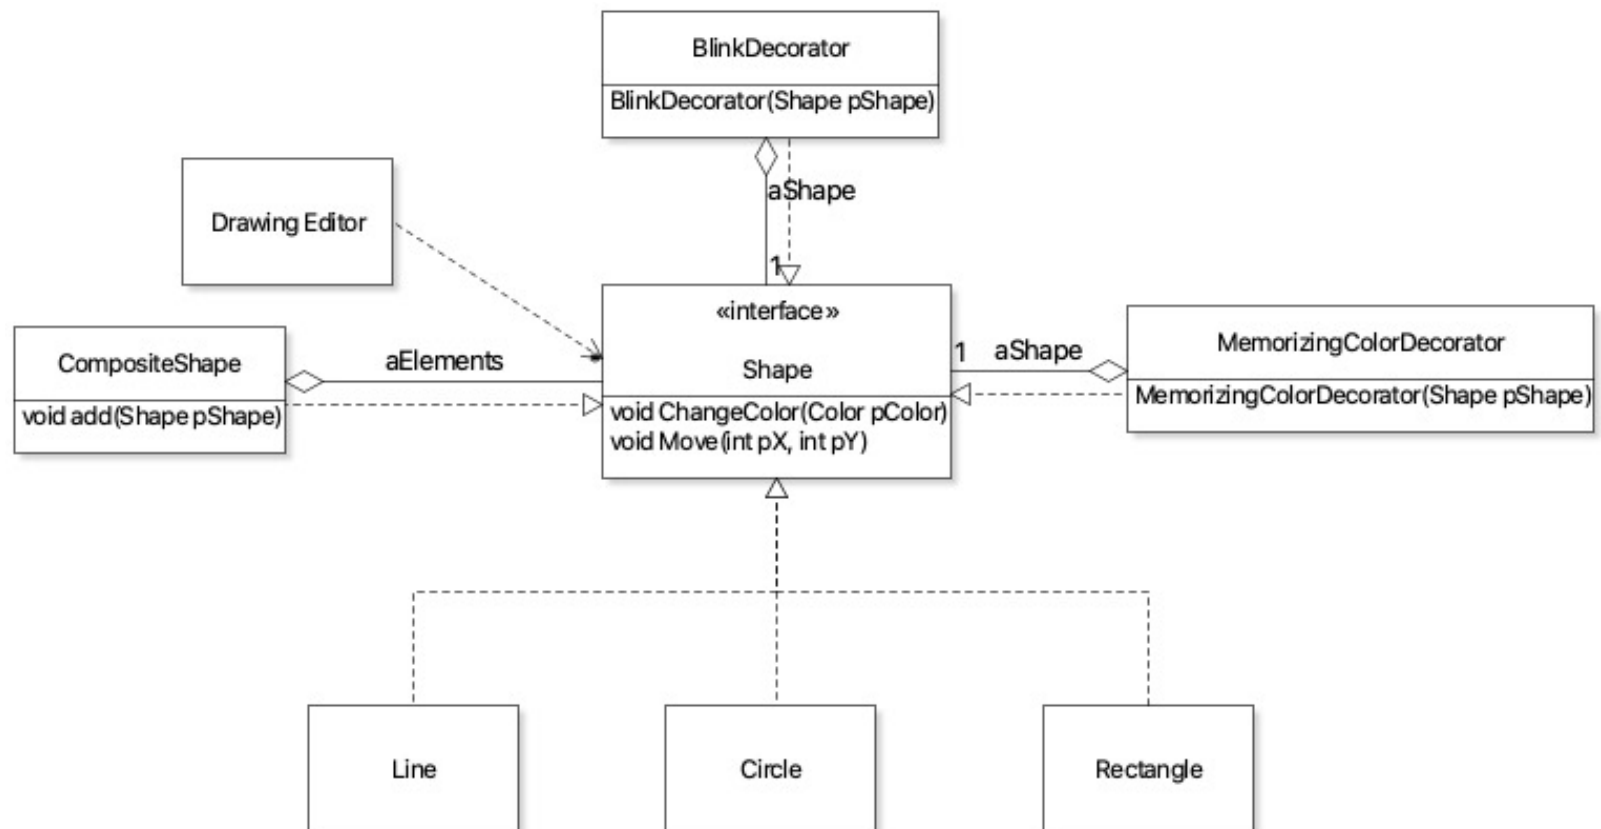 BlinkDecorator
BlinkDecorator(Shape pShape)
aShape
1
Drawing Editor
«interface»
Shape
void ChangeColor(Color pColor)
void Move(int pX, int pY)
CompositeShape
void add(Shape pShape)
aElements
1
aShape
MemorizingColorDecorator
MemorizingColorDecorator(Shape pShape)
Line
Circle
Rectangle